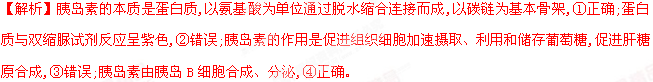 【解析】胰岛素的本质是蛋白质,以氨基酸为单位通过脱水缩合连接而成,以碳链为基本骨架,①正确;蛋白
质与双缩脲试剂反应呈紫色,②错误;胰岛素的作用是促进组织细胞加速摄取、利用和储存葡萄糖,促进肝糖
原合成,③错误;胰岛素由胰岛 B 细胞合成、分泌,④正确。